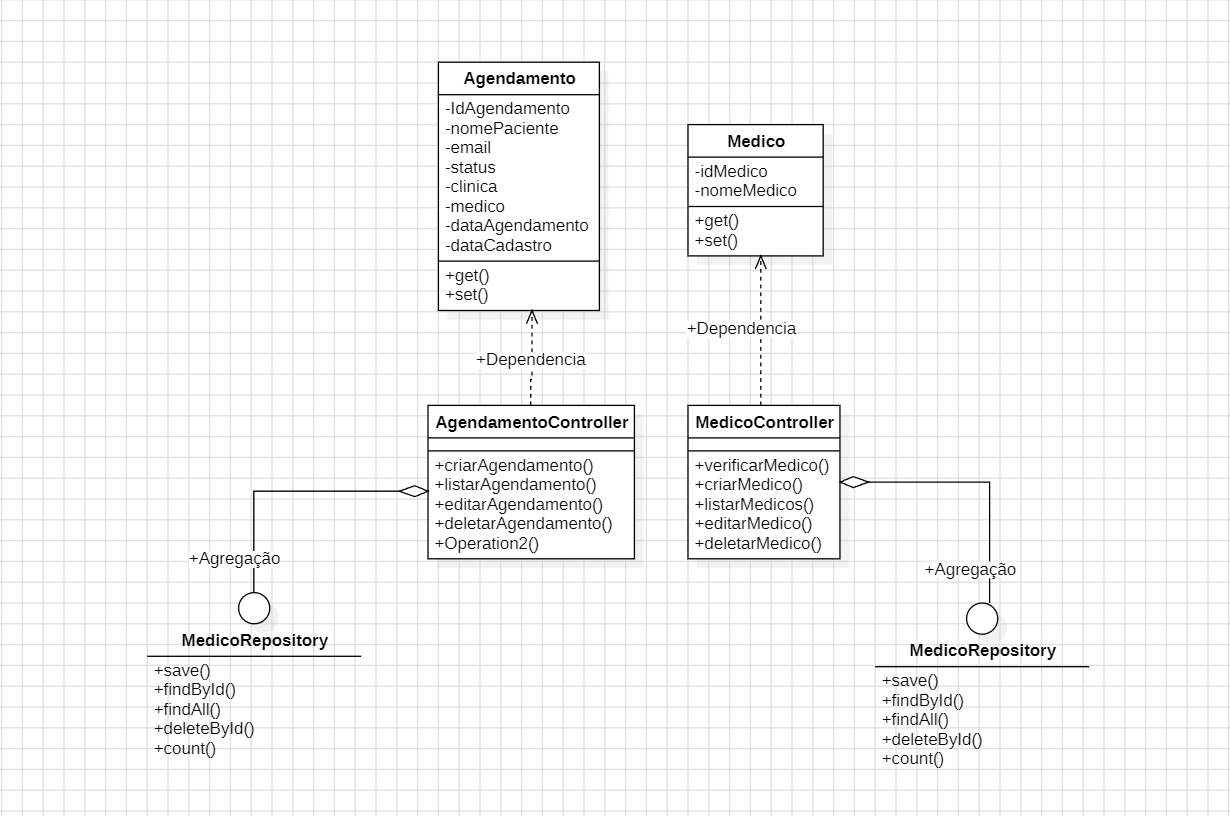 Agendamento
-IdAgendamento
-nomePaciente
-email
-status
-clinica
-medico
-dataAgendamento
-dataCadastro
+get()
+set()
Medico
-idMedico
-nomeMedico
+get()
+set()
+Dependencia
+Dependencia
AgendamentoController
+criarAgendamento()
+listarAgendamento()
+editarAgendamento()
+deletarAgendamento()
+Operation2()
MedicoController
+verificarMedico()
+criarMedico()
+listarMedicos()
+editarMedico()
+deletarMedico()
+Agregação
MedicoRepository
+save()
+findById()
+findAll()
+deleteById()
+count()
+Agregação
MedicoRepository
+save()
+findById()
+findAll()
+deleteById()
+count()